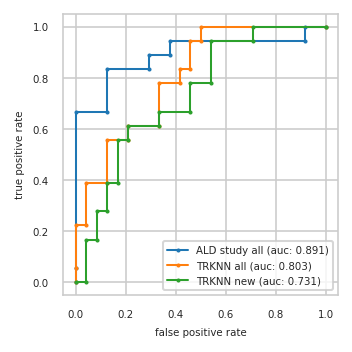 1.0
0.8
0.6
0.4
0.2
0.0
true positive rate
ALD study all (auc: 0.891)
TRKNN all (auc: 0.803)
TRKNN new (auc: 0.731)
0.0 0.2 0.4 0.6 0.8 1.0
false positive rate